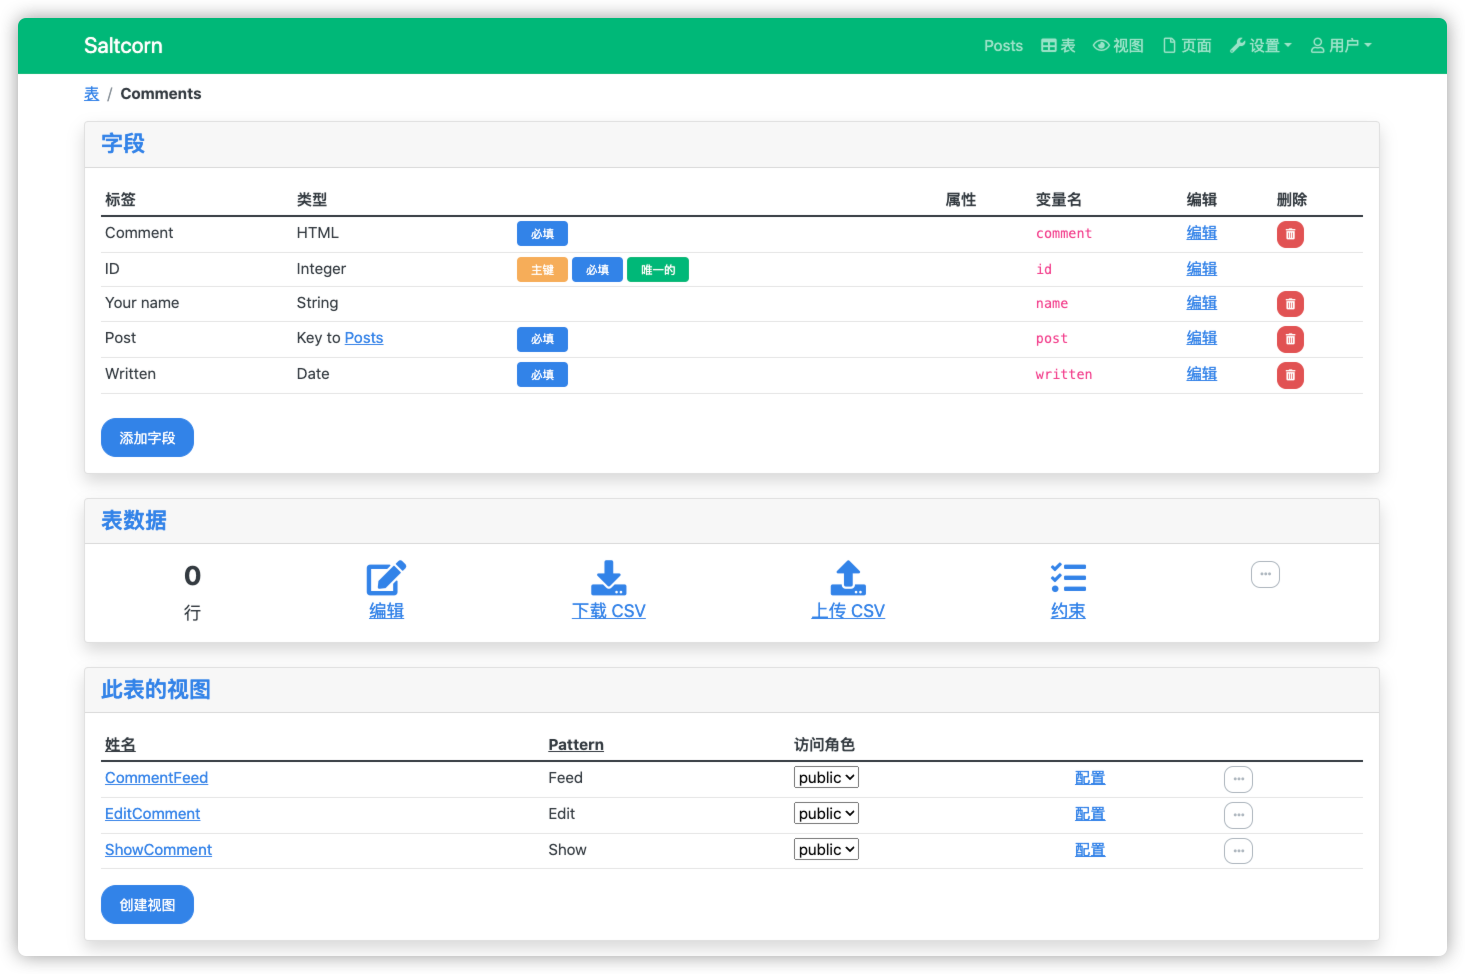 Saltcorn Posts 表 视图 页面 设置 用户
表 / Comments
字段
标签 类型 属性 变量名 编辑 删除
Comment HTML 必填 comment 编辑
ID Integer 主键 必填 唯一的 id 编辑
Your name String name 编辑
Post Key to Posts 必填 post 编辑
Written Date 必填 written 编辑
添加字段
表数据
0
行 编辑 下载 CSV 上传 CSV 约束
此表的视图
姓名 Pattern 访问角色
CommentFeed Feed public 配置
EditComment Edit public 配置
ShowComment Show public 配置
创建视图